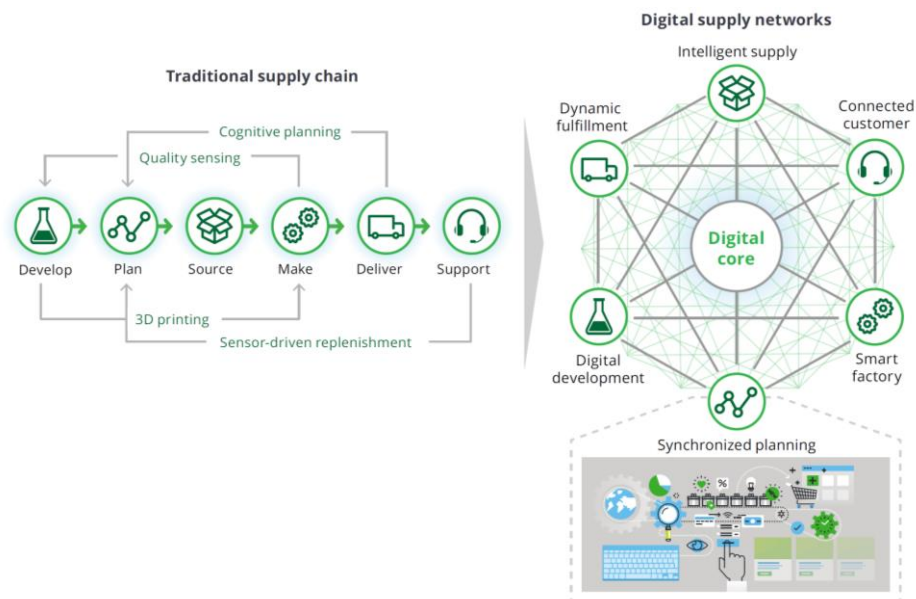 Traditional supply chain
Cognitive planning
Quality sensing
Develop
Plan
Source
Make
Deliver
Support
3D printing
Sensor-driven replenishment
Digital supply networks
Intelligent supply
Dynamic
fulfillment
Connected
customer
Digital
core
Digital
development
Smart
factory
Synchronized planning
%